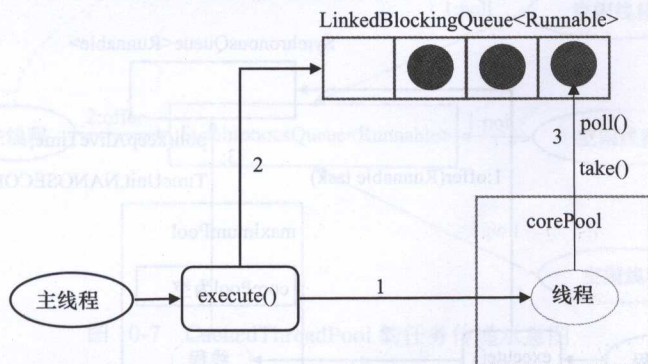 LinkedBlockingQueue<Runnable>
2
3
poll()
take()
corePool
主线程
execute()
1
线程